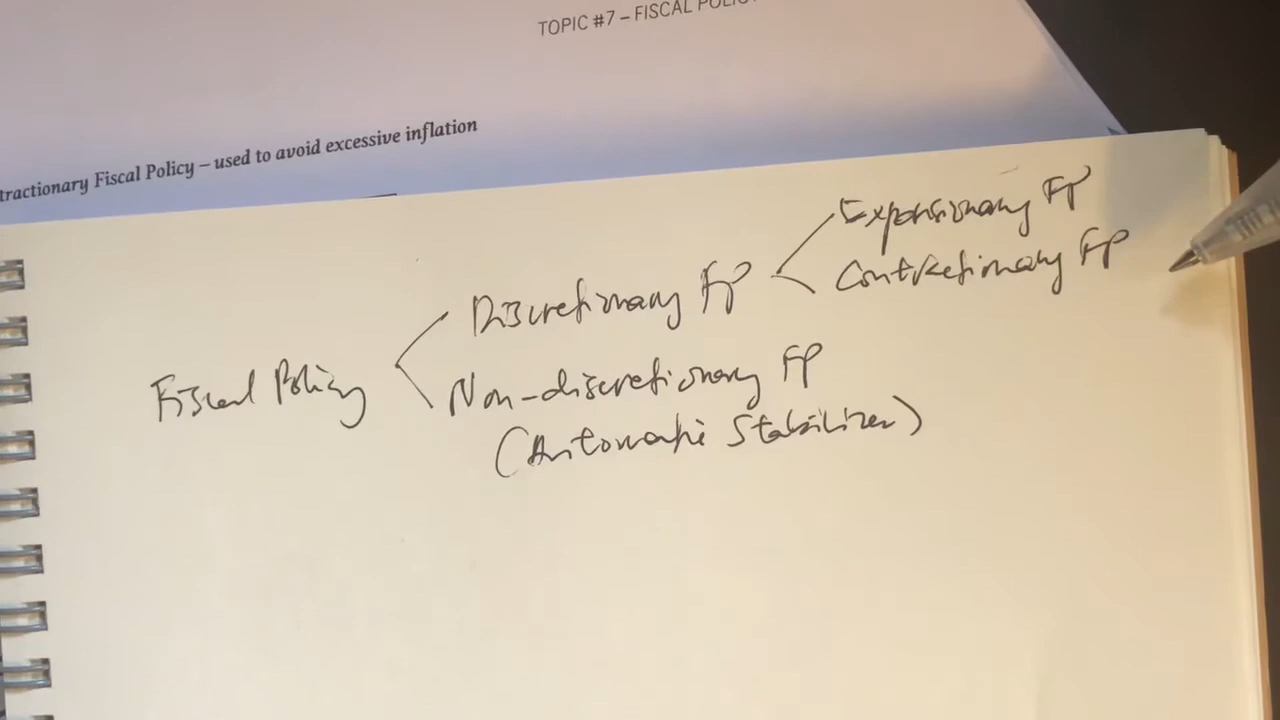 TOPIC #7 – FISCAL POLICY
tractionary Fiscal Policy – used to avoid excessive inflation
Expansionary FP
Discretionary FP
Contractionary FP
Fiscal Policy
Non-discretionary FP
(Automatic Stabilizer)